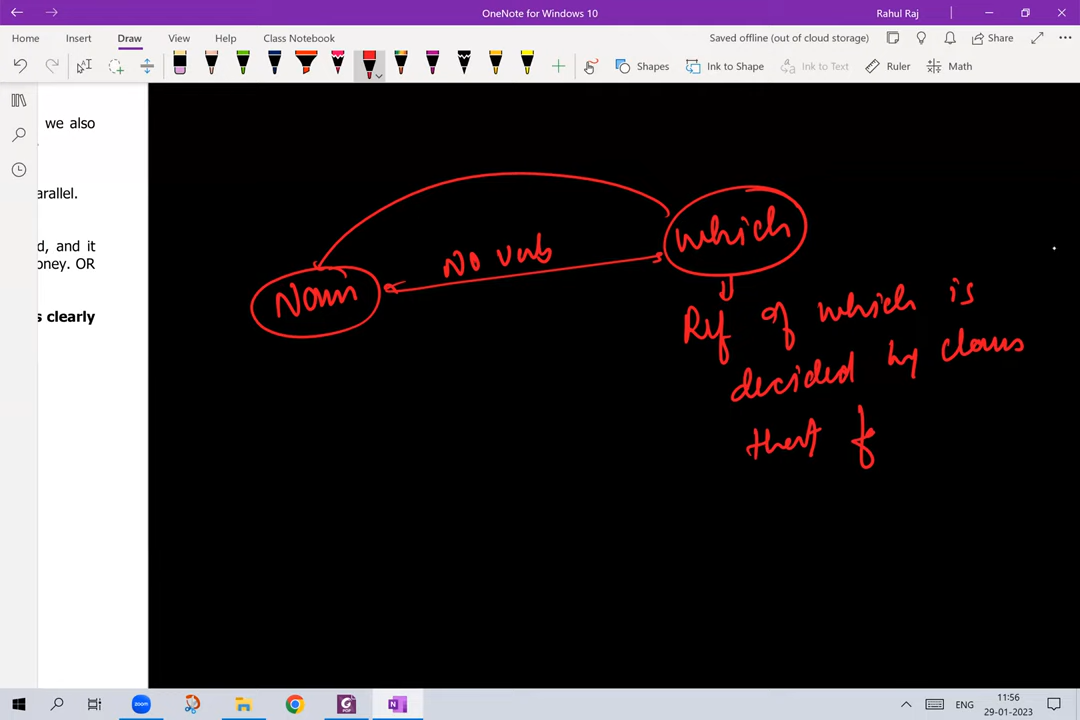 OneNote for Windows 10
Rahul Raj
Home Insert Draw View Help Class Notebook
Saved offline (out of cloud storage) Share
Shapes Ink to Shape Ink to Text Ruler Math
we also
arallel.
d, and it
oney. OR
s clearly
which
No verb
Noun
Ref of which is
decided by claus
thert f
ENG
11:56
29-01-2023